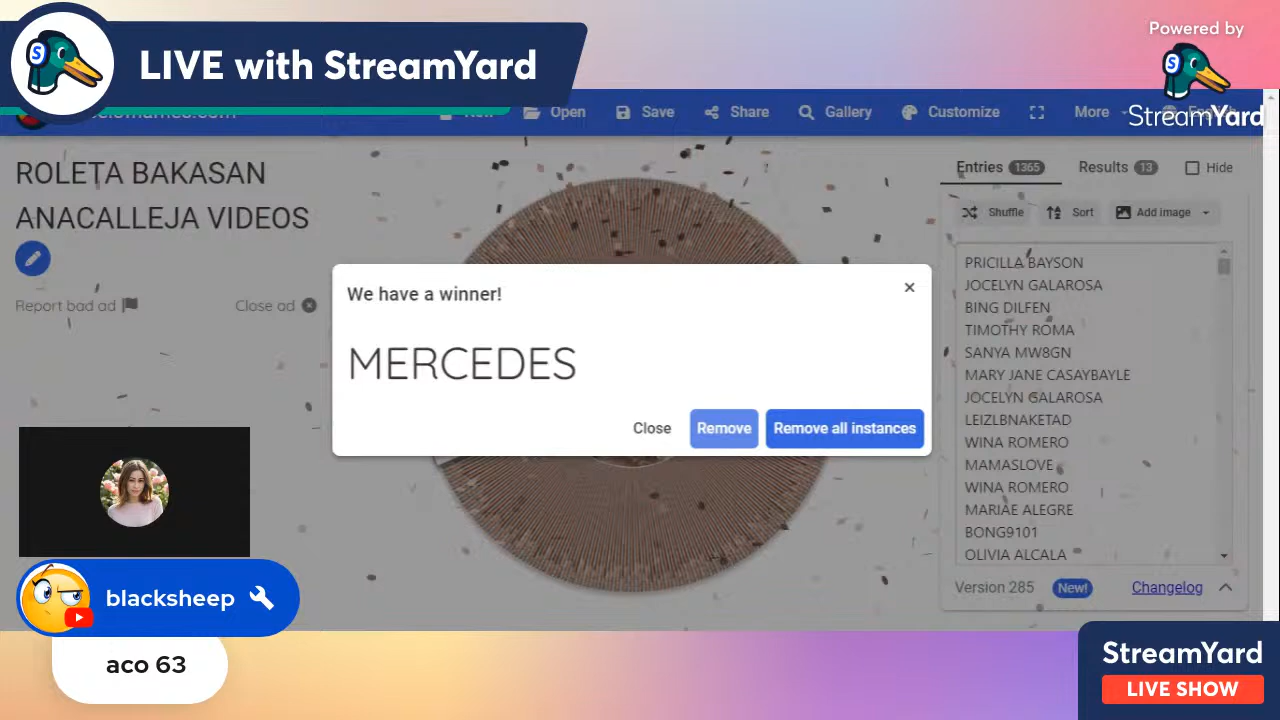 LIVE with StreamYard
Powered by
StreamYard
Open
Save
Share
Gallery
Customize
More
ROLETA BAKASAN
ANACALLEJA VIDEOS
Report bad ad
Close ad
Entries 1365
Results 13
Hide
Shuffle
Sort
Add image
PRICILLA BAYSON
JOCELYN GALAROSA
BING DILFEN
TIMOTHY ROMA
SANYA MW8GN
MARY JANE CASAYBAYLE
JOCELYN GALAROSA
LEIZLBNAKETAD
WINA ROMERO
MAMASLOVE
WINA ROMERO
MARIAE ALEGRE
BONG9101
OLIVIA ALCALA
We have a winner!
MERCEDES
Close
Remove
Remove all instances
Version 285
New!
Changelog
blacksheep
aco 63
StreamYard
LIVE SHOW